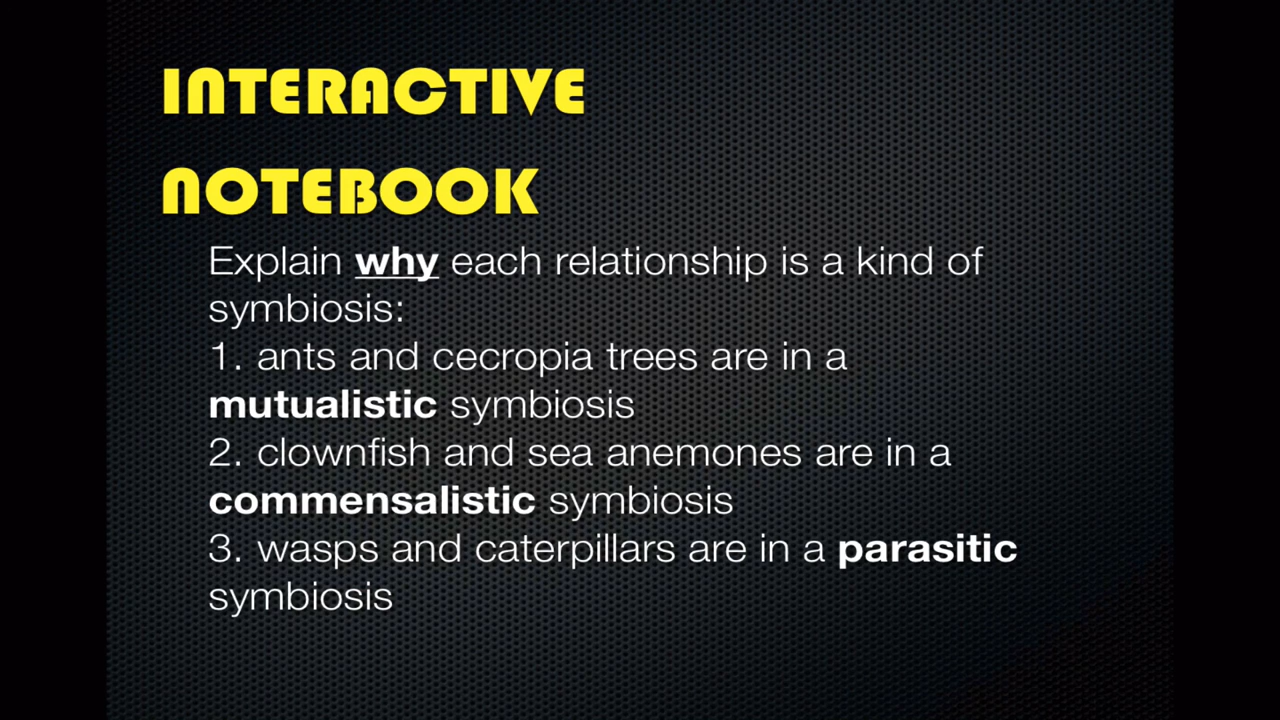 INTERACTIVE
NOTEBOOK
Explain why each relationship is a kind of
symbiosis:
1. ants and cecropia trees are in a
mutualistic symbiosis
2. clownfish and sea anemones are in a
commensalistic symbiosis
3. wasps and caterpillars are in a parasitic
symbiosis